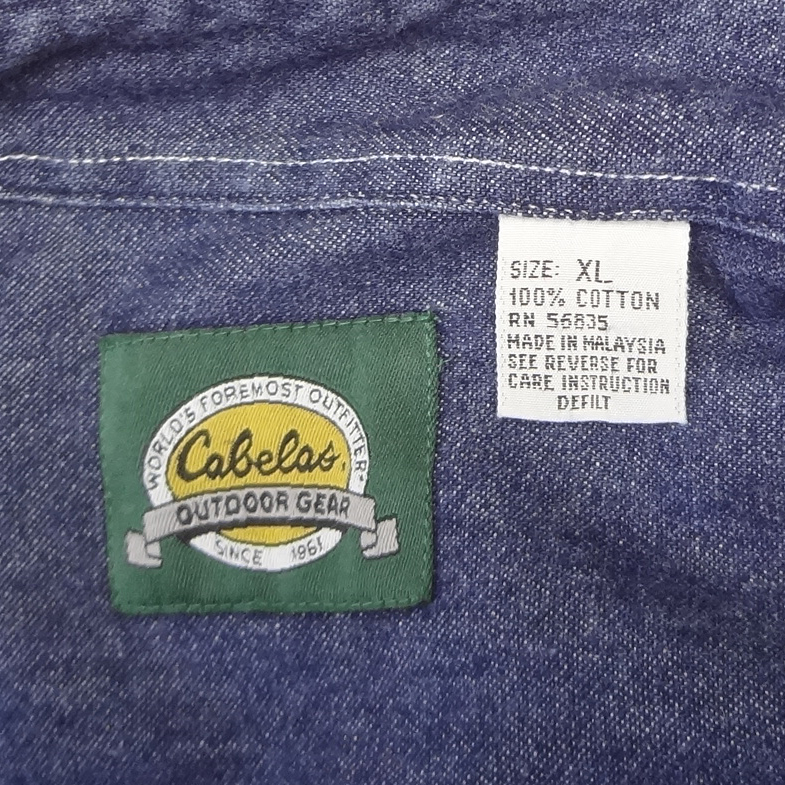 WORLD'S FOREMOST OUTFITTER
Cabelas
OUTDOOR GEAR
SINCE 1961
SIZE: XL
100% COTTON
RN 56835
MADE IN MALAYSIA
SEE REVERSE FOR
CARE INSTRUCTION
DEFILT